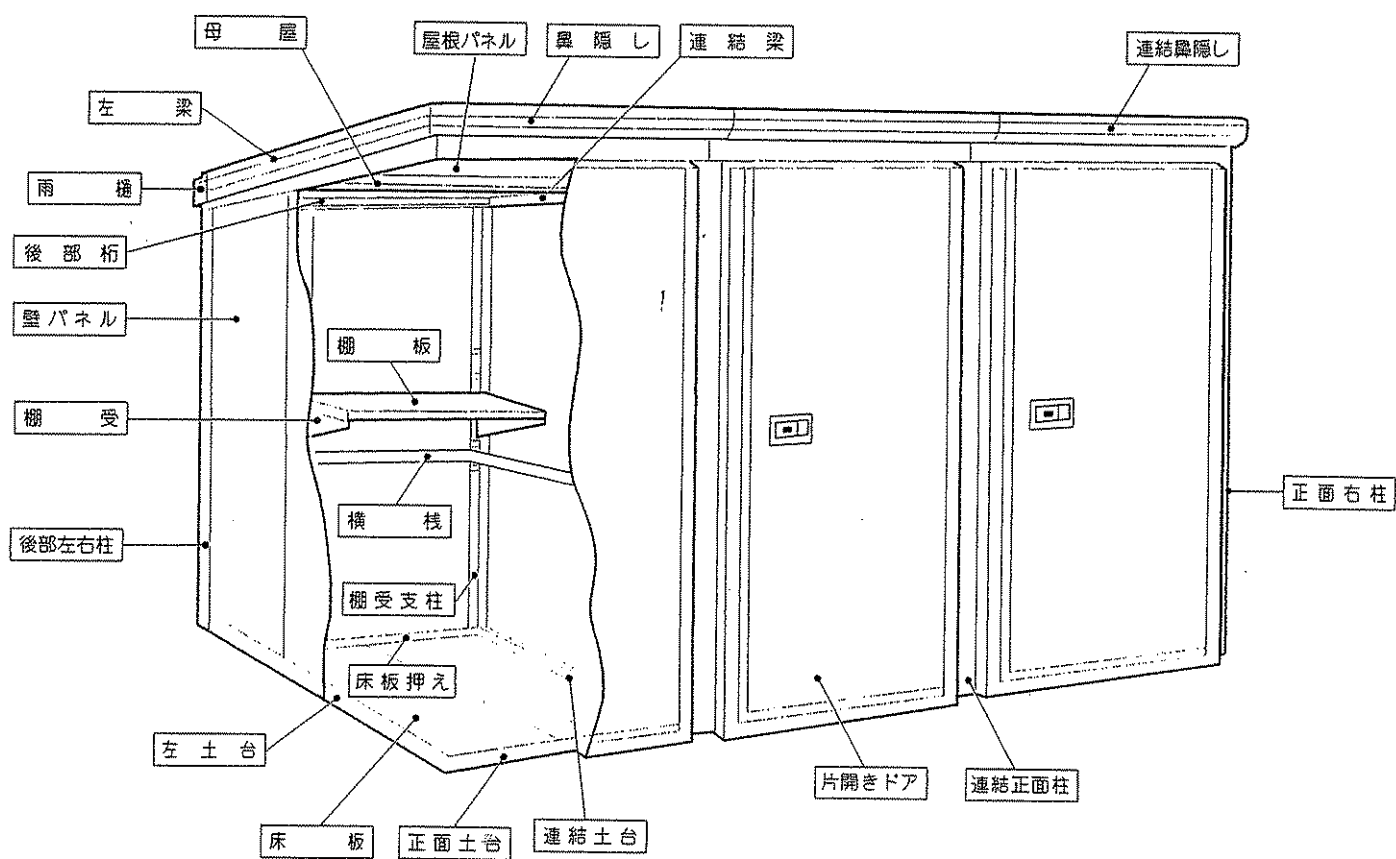 母屋
屋根パネル
鼻隠し
連結梁
連結鼻隠し
左梁
雨樋
後部桁
壁パネル
棚板
棚受
正面右柱
横桟
後部左右柱
棚受支柱
床板押え
左土台
片開きドア
連結正面柱
床板
正面土台
連結土台